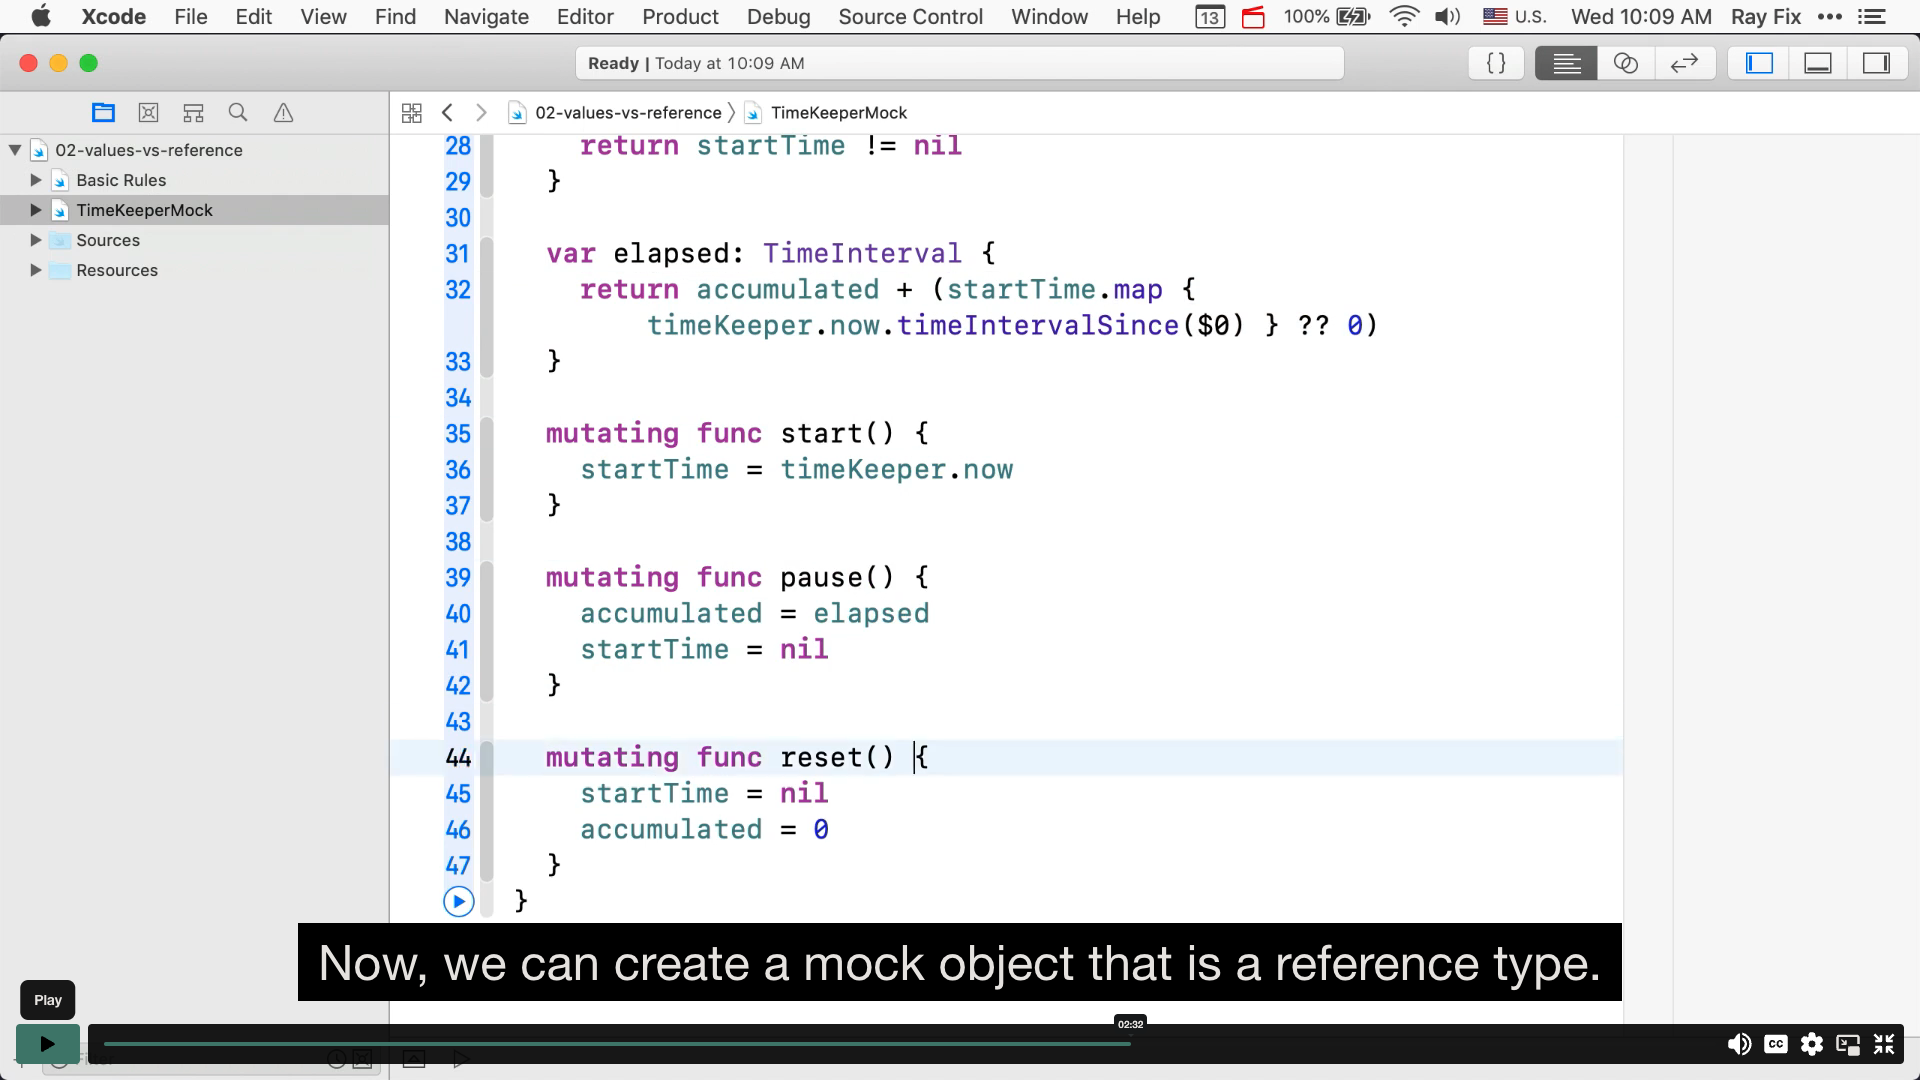 Xcode File Edit View Find Navigate Editor Product Debug Source Control Window Help 13 100% U.S. Wed 10:09 AM Ray Fix
Ready | Today at 10:09 AM
{}
02-values-vs-reference 〉 TimeKeeperMock
02-values-vs-reference
Basic Rules
TimeKeeperMock
Sources
Resources
28 return startTime != nil
29 }
30
31 var elapsed: TimeInterval {
32 return accumulated + (startTime.map {
timeKeeper.now.timeIntervalSince($0) } ?? 0)
33 }
34
35 mutating func start() {
36 startTime = timeKeeper.now
37 }
38
39 mutating func pause() {
40 accumulated = elapsed
41 startTime = nil
42 }
43
44 mutating func reset() {
45 startTime = nil
46 accumulated = 0
47 }
}
Now, we can create a mock object that is a reference type.
Play
02:32
CC
Filter